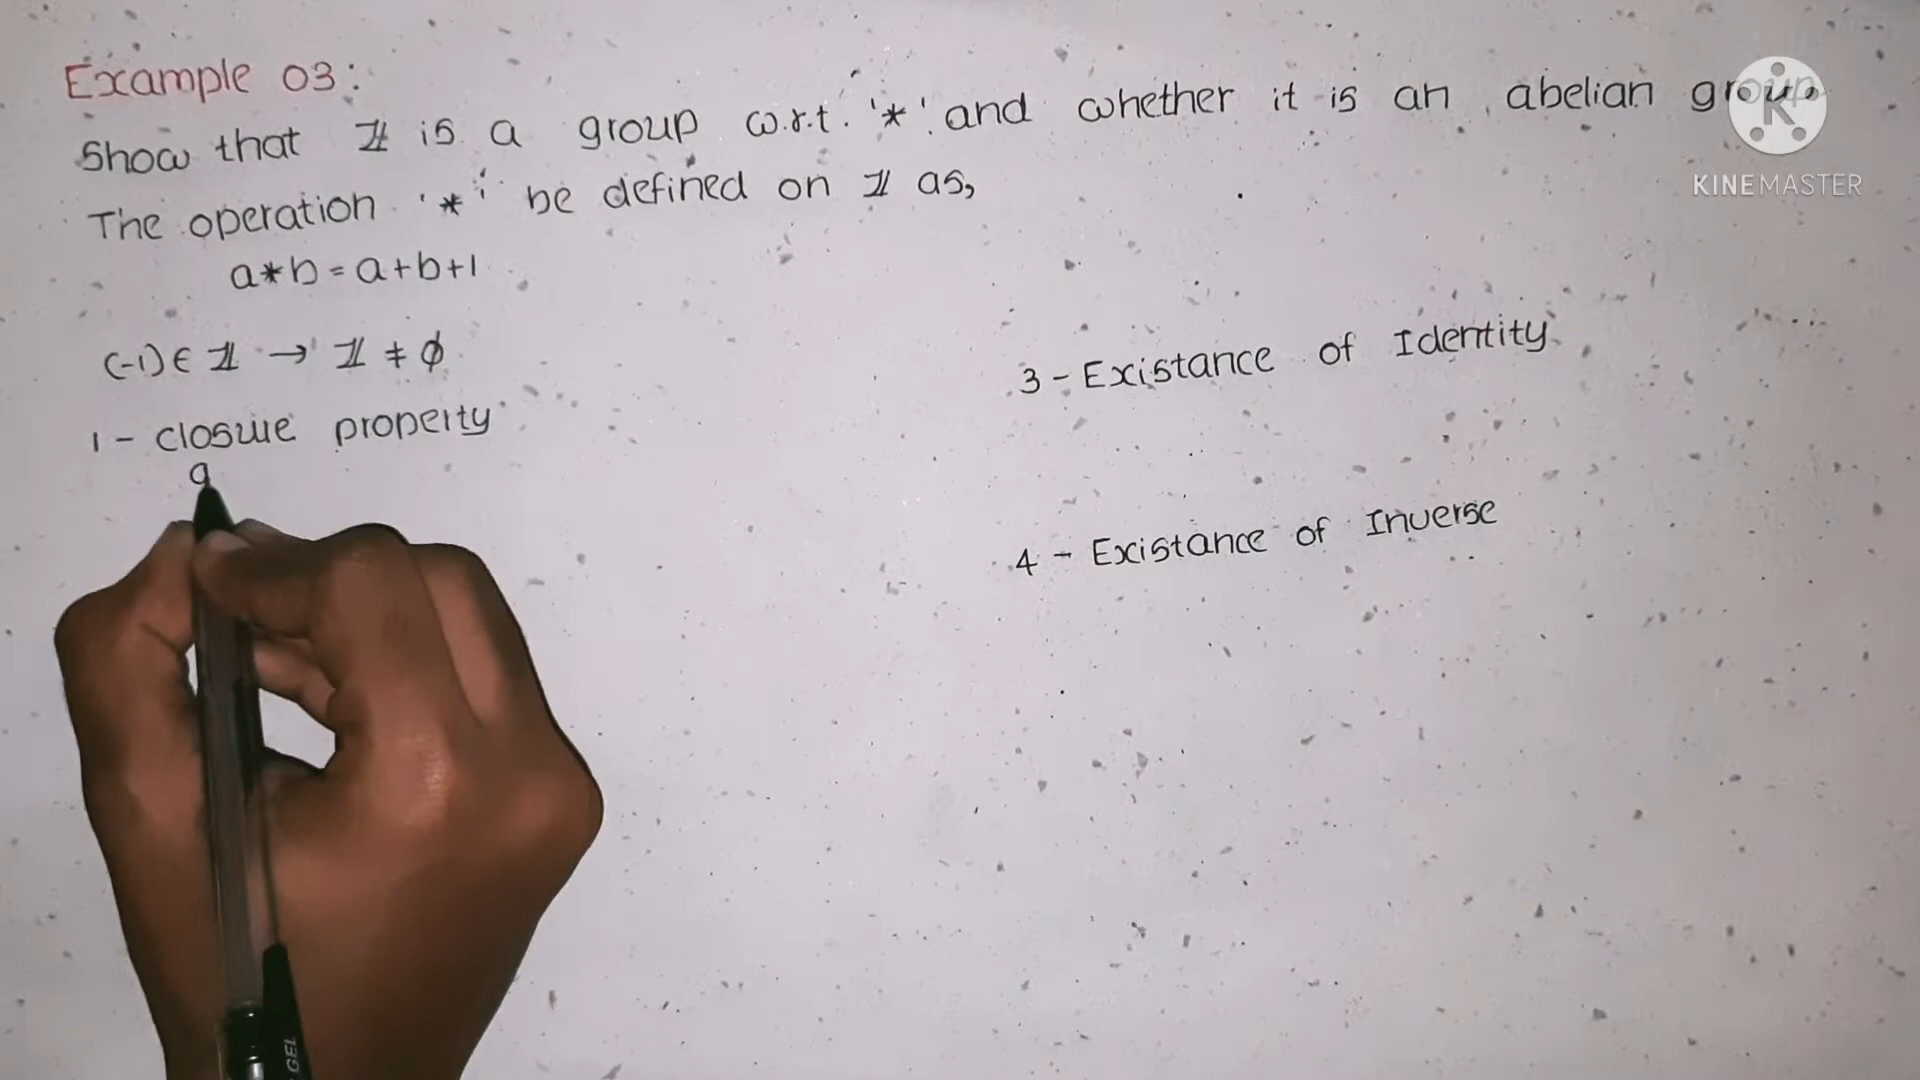 Example 03:
Show that ℤ is a group w.r.t. '*' and whether it is an abelian group.
The operation '*' be defined on ℤ as,
a*b=a+b+1
(-1)∈ ℤ → ℤ ≠ ϕ
1 - closure property
a
3 - Existance of Identity
4 - Existance of Inverse
K
KINEMASTER
GEL